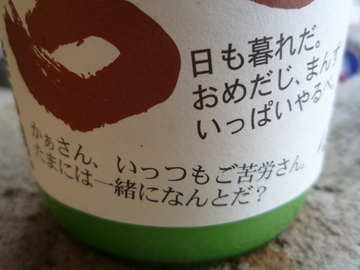 日も暮れだ。
おめだじ、まんず
いっぱいやるべ。
かぁさん、いっつもご苦労さん。
たまには一緒になんとだ？